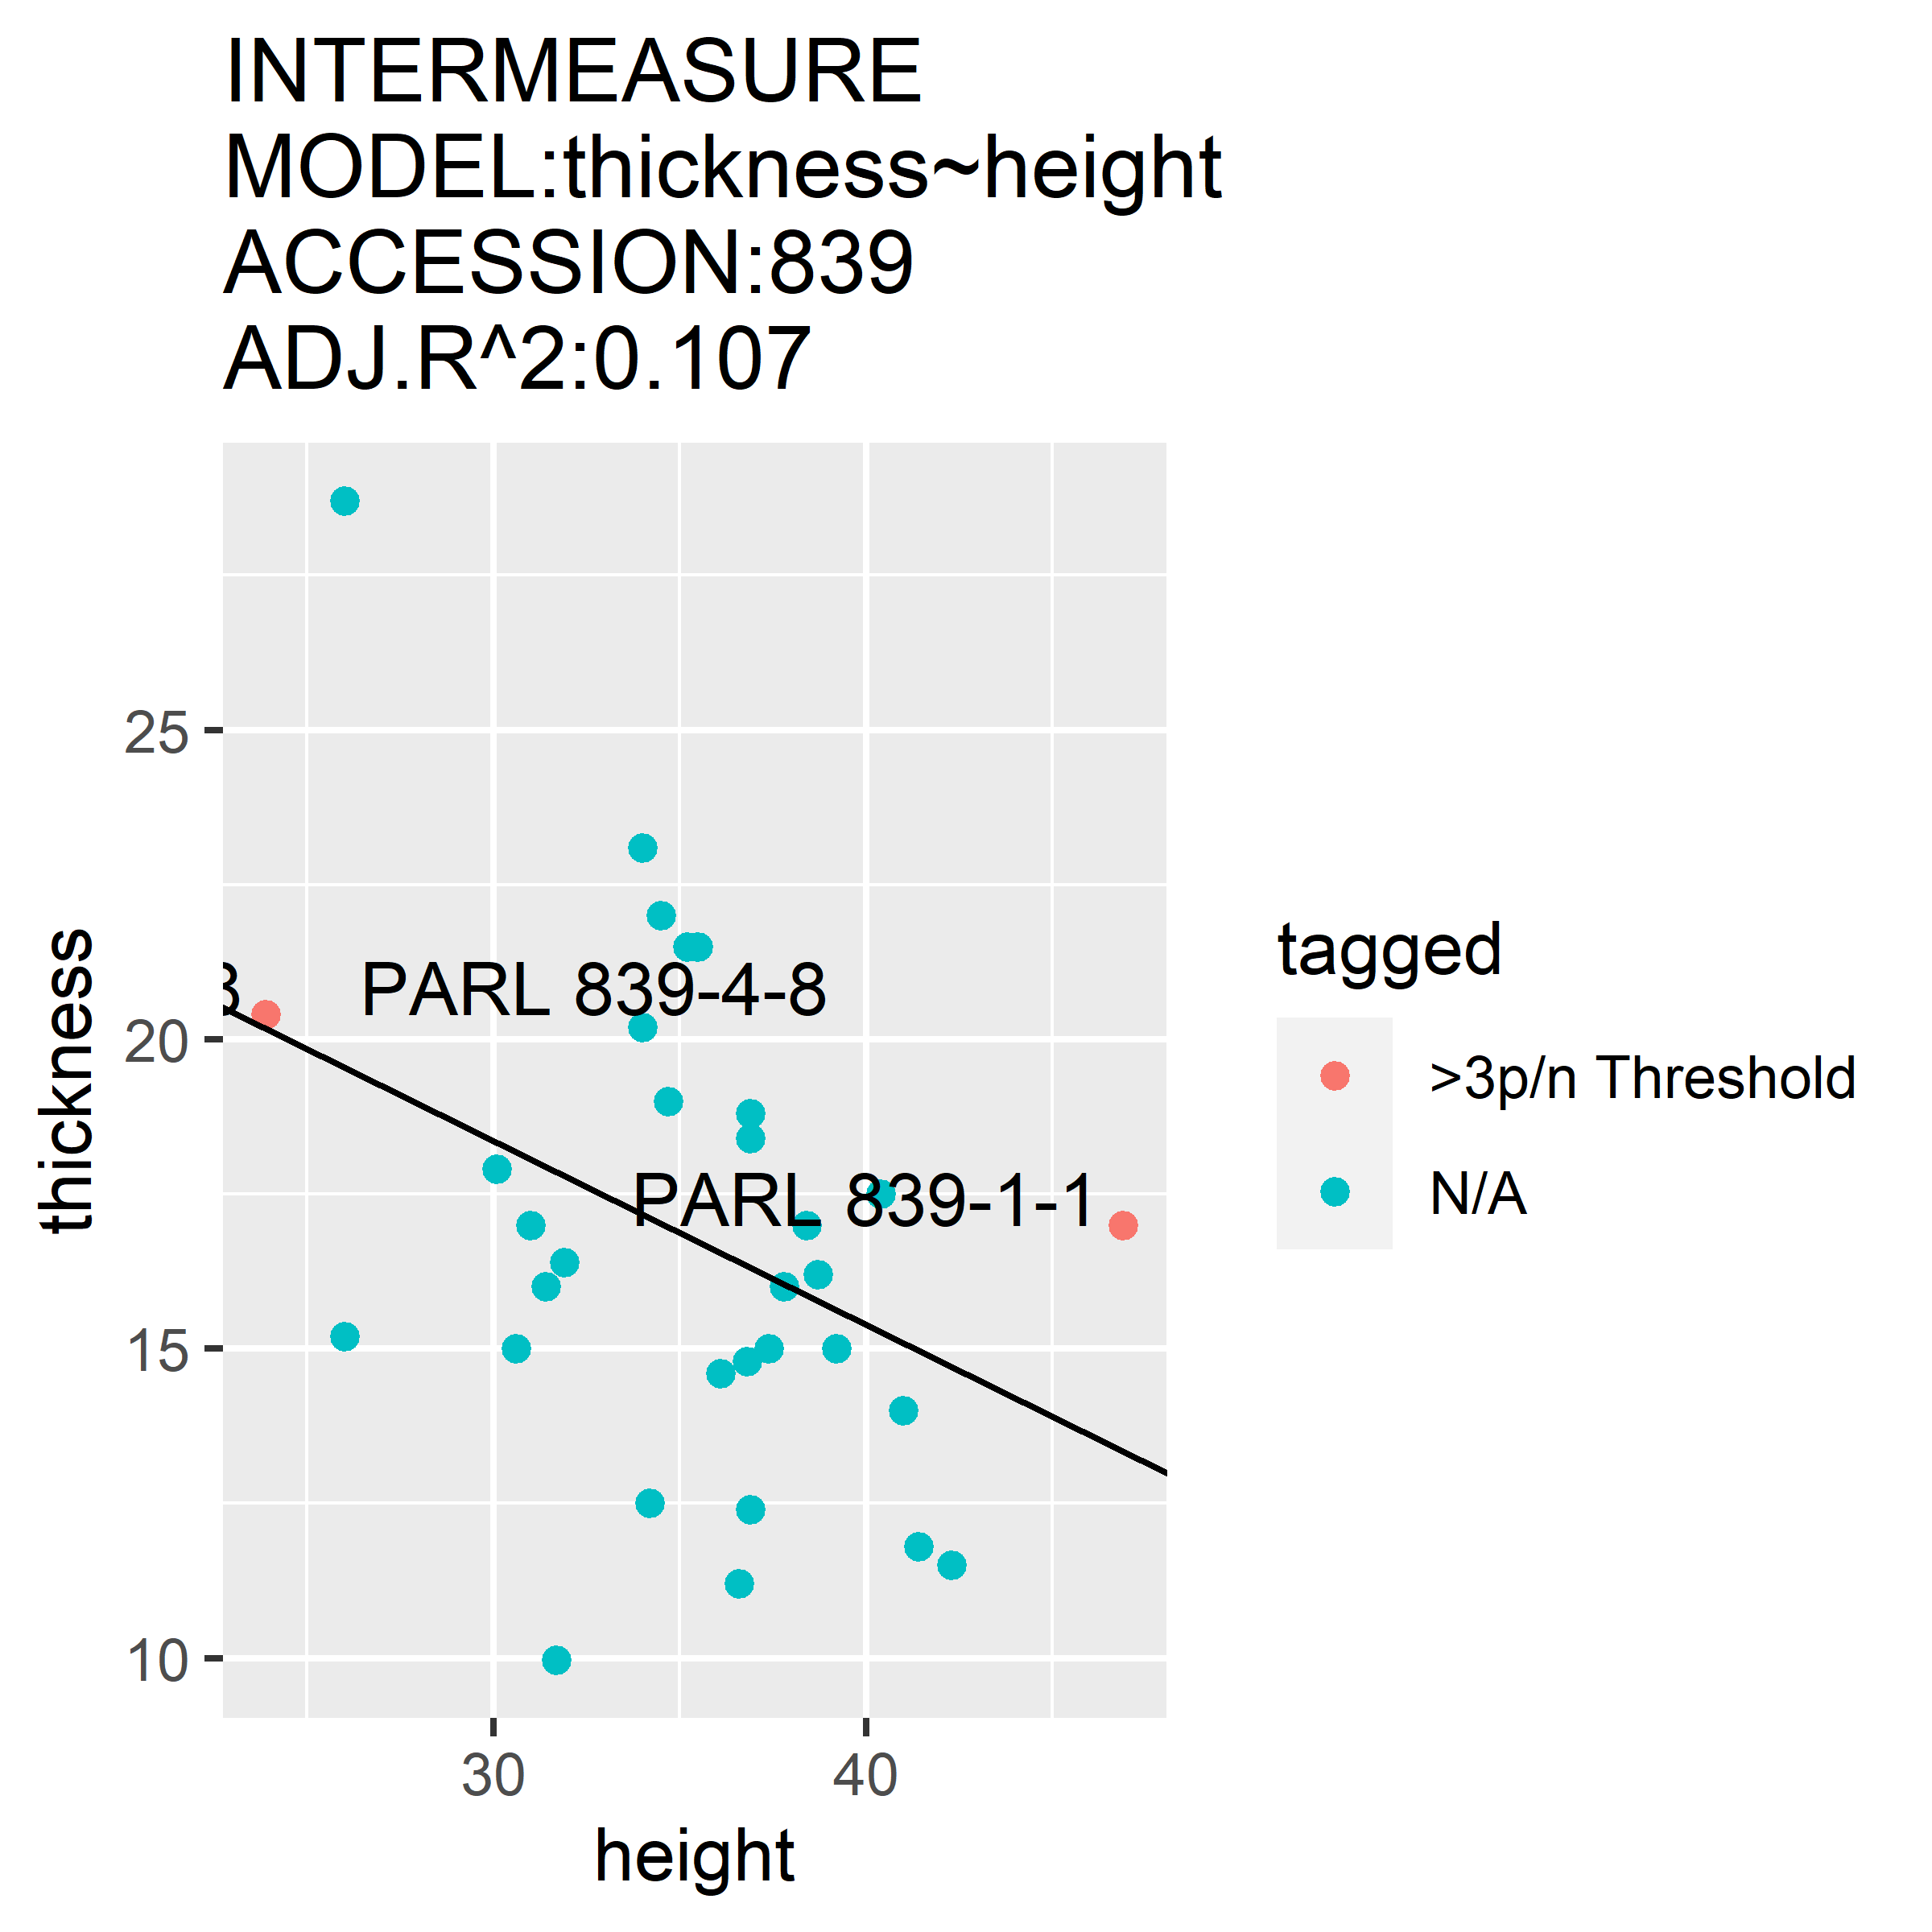 INTERMEASURE
MODEL:thickness~height
ACCESSION:839
ADJ.R^2:0.107
25
20
15
10
thickness
PARL 839-4-8
PARL 839-1-1
30
40
height
tagged
>3p/n Threshold
N/A